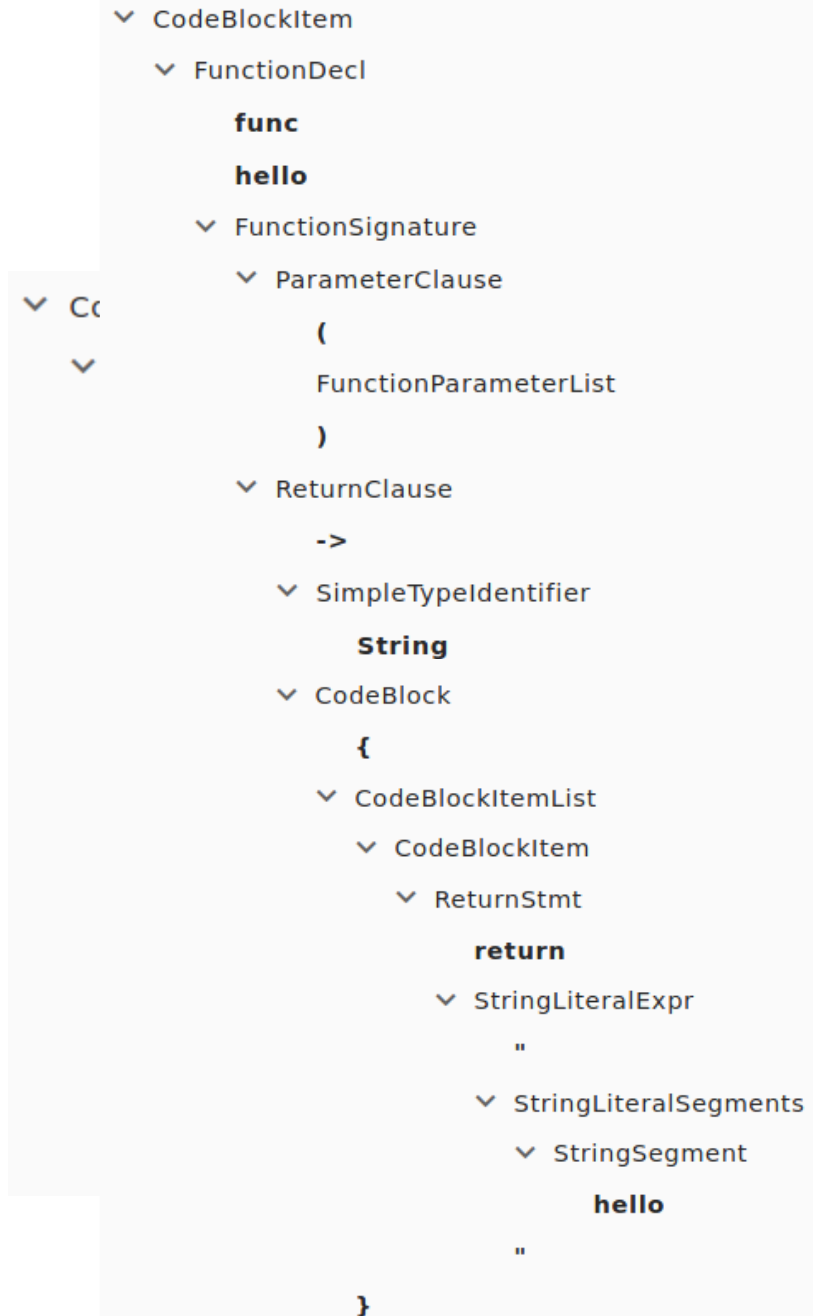 CodeBlockItem
FunctionDecl
func
hello
FunctionSignature
ParameterClause
(
FunctionParameterList
)
ReturnClause
->
SimpleTypeIdentifier
String
CodeBlock
{
CodeBlockItemList
CodeBlockItem
ReturnStmt
return
StringLiteralExpr
"
StringLiteralSegments
StringSegment
hello
"
}